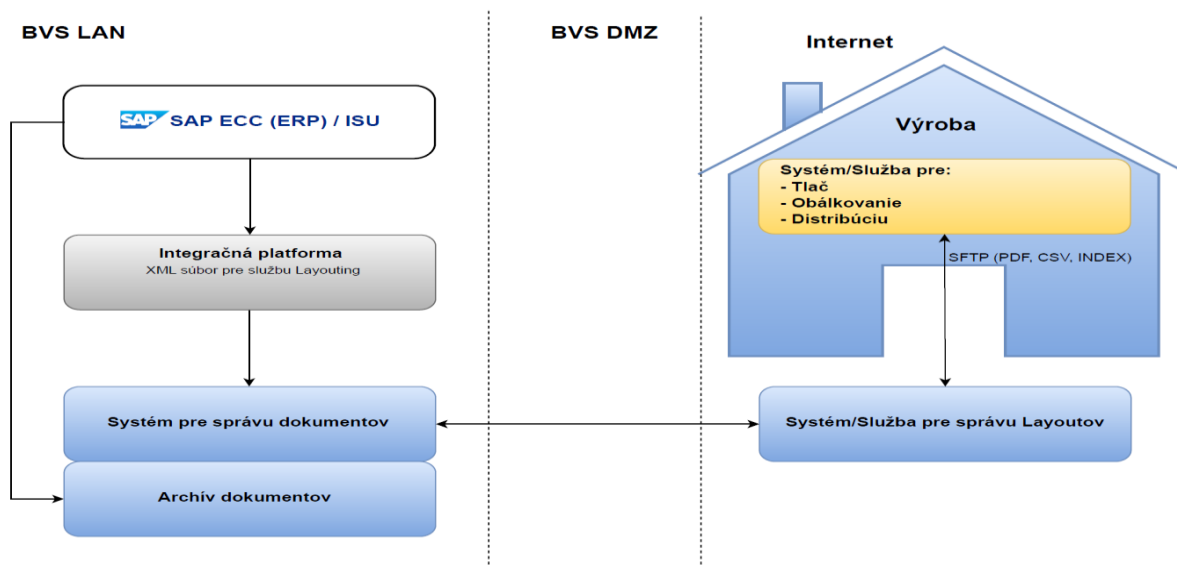 BVS LAN
BVS DMZ
Internet
SAP SAP ECC (ERP) / ISU
Výroba
Systém/Služba pre:
- Tlač
- Obálkovanie
- Distribúciu
Integračná platforma
XML súbor pre službu Layouting
SFTP (PDF, CSV, INDEX)
Systém pre správu dokumentov
Systém/Služba pre správu Layoutov
Archív dokumentov